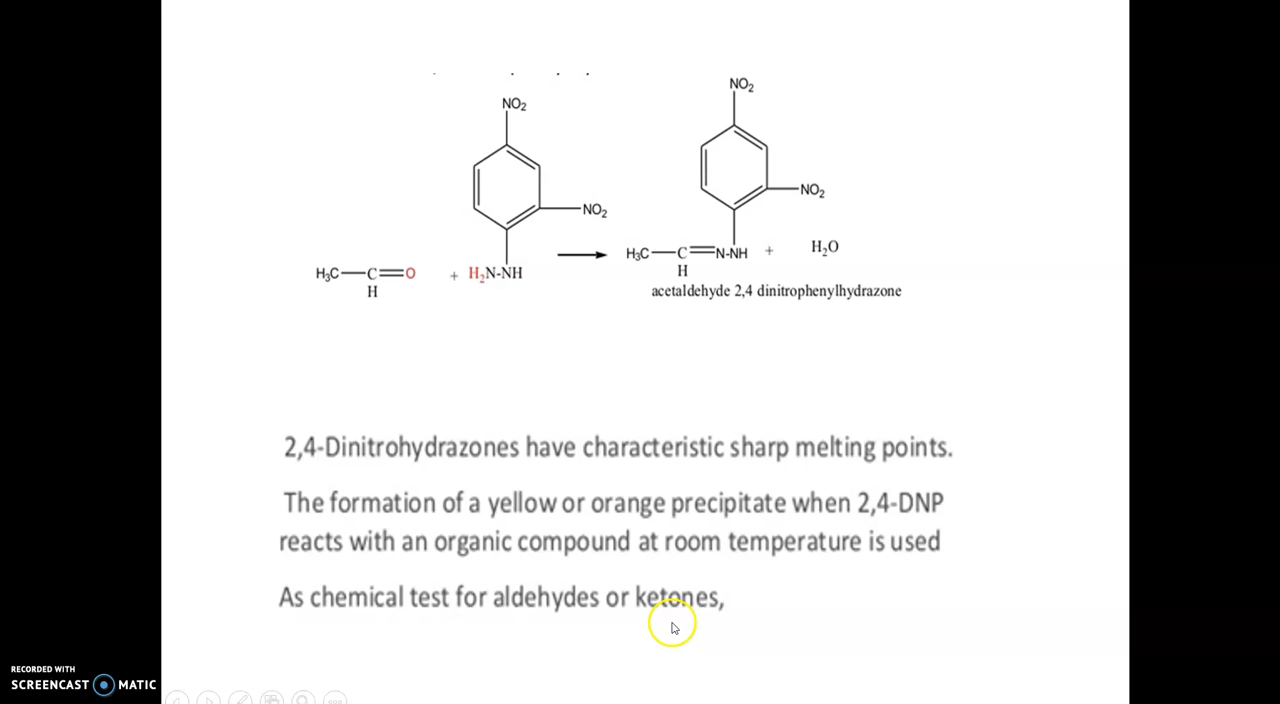 NO₂
NO₂
NO₂
NO₂
H₃C—C=N-NH + H₂O
H
H₃C—C=O + H₂N-NH
H
acetaldehyde 2,4 dinitrophenylhydrazone
2,4-Dinitrohydrazones have characteristic sharp melting points.
The formation of a yellow or orange precipitate when 2,4-DNP
reacts with an organic compound at room temperature is used
As chemical test for aldehydes or ketones,
RECORDED WITH
SCREENCAST MATIC